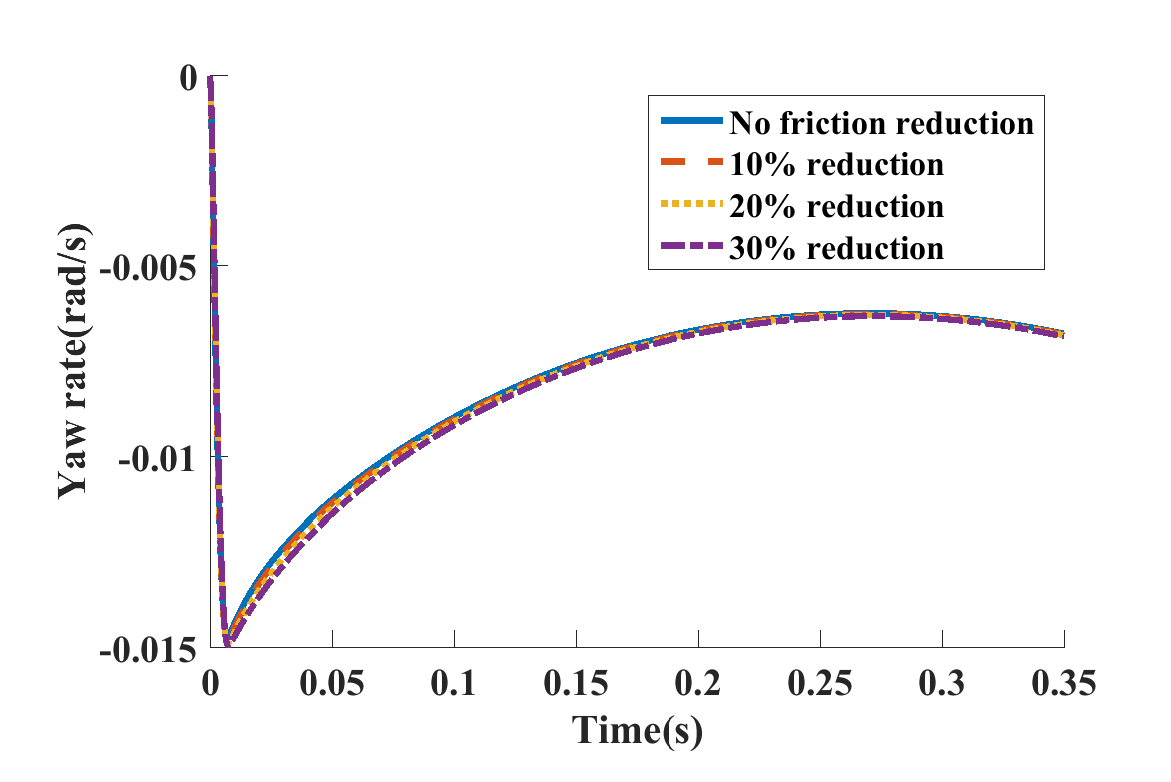 0
-0.005
-0.01
-0.015
Yaw rate(rad/s)
No friction reduction
10% reduction
20% reduction
30% reduction
0 0.05 0.1 0.15 0.2 0.25 0.3 0.35
Time(s)